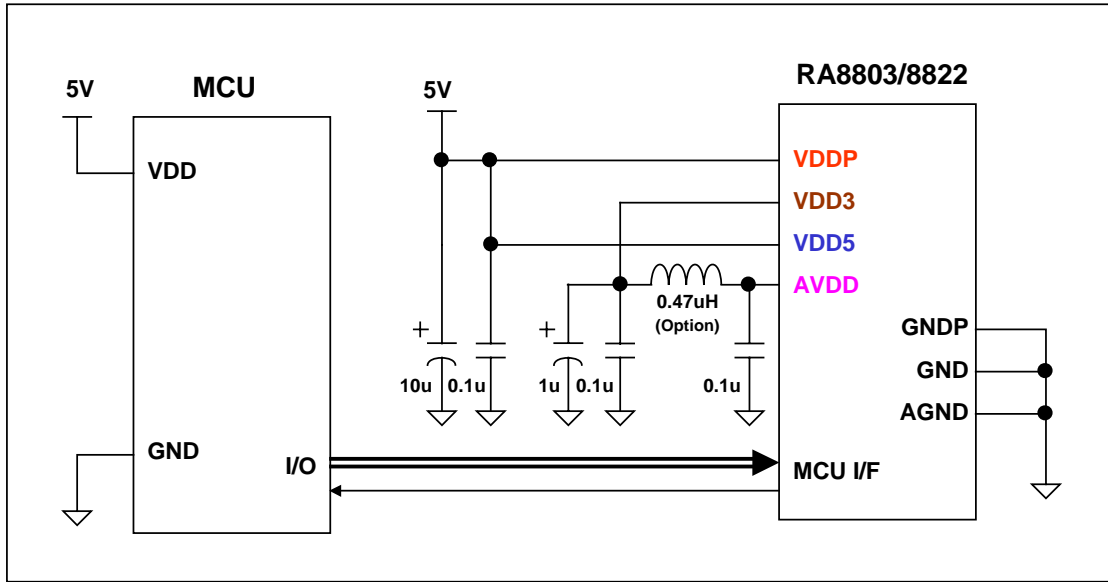 MCU
5V
VDD
GND
I/O
5V
+
10u
0.1u
+
1u
0.1u
0.47uH
(Option)
0.1u
RA8803/8822
VDDP
VDD3
VDD5
AVDD
GNDP
GND
AGND
MCU I/F